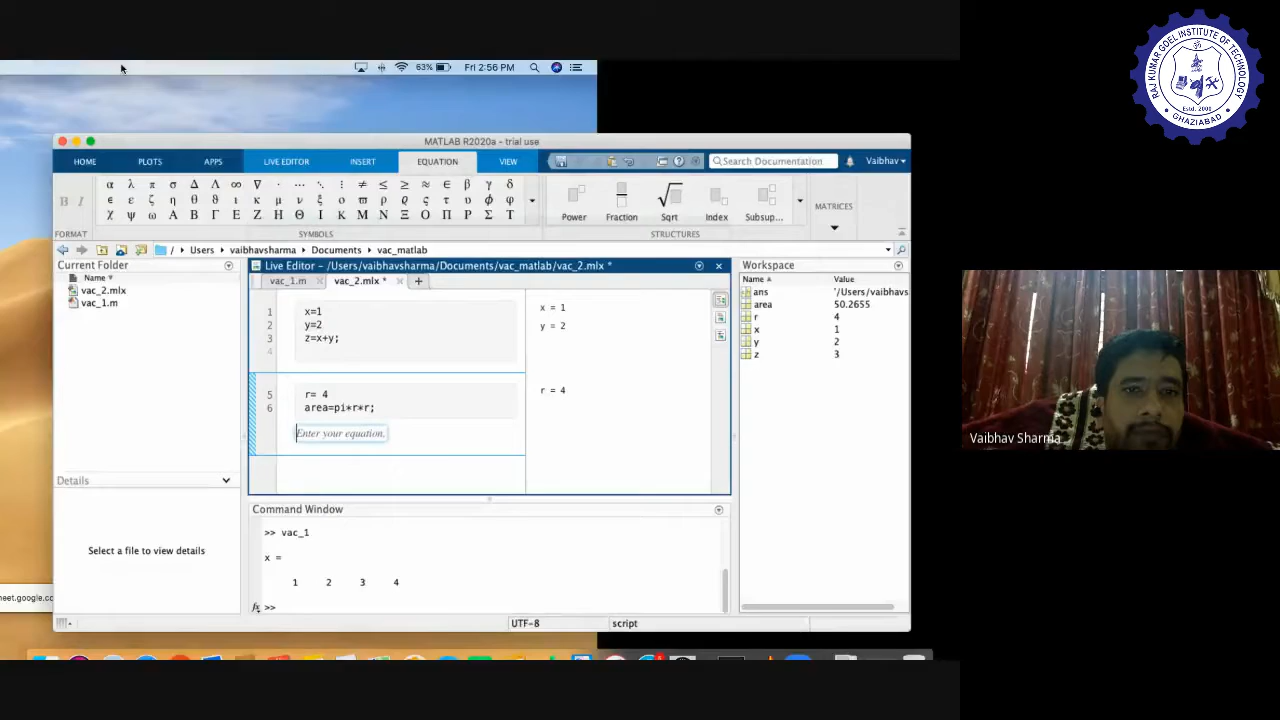 63% Fri 2:56 PM
RAJ KUMAR GOEL INSTITUTE OF TECHNOLOGY
Estd. 2000
GHAZIABAD
MATLAB R2020a - trial use
HOME PLOTS APPS LIVE EDITOR INSERT EQUATION VIEW Search Documentation Vaibhav
B I
α λ π σ Δ Λ ∞ ∇ · ⋯ ⋱ ⋮ ≠ ≤ ≥ ≈ ∈ β γ δ
ϵ ε ζ η θ ϑ ι κ μ ν ξ ο ϖ ρ ϱ ς τ υ ϕ φ
χ ψ ω Α Β Γ Ε Ζ Η Θ Ι Κ Μ Ν Ξ Ο Π Ρ Σ Τ
Power Fraction Sqrt Index Subsup...
MATRICES
FORMAT SYMBOLS STRUCTURES
/ Users vaibhavsharma Documents vac_matlab
Current Folder
Name
vac_2.mlx
vac_1.m
Details
Select a file to view details
Live Editor - /Users/vaibhavsharma/Documents/vac_matlab/vac_2.mlx *
vac_1.m vac_2.mlx * +
1 x=1
2 y=2
3 z=x+y;
4
5 r= 4
6 area=pi*r*r;
Enter your equation.
x = 1
y = 2
r = 4
Command Window
>> vac_1
x =
1 2 3 4
fx >>
Workspace
Name Value
ans '/Users/vaibhavs
area 50.2655
r 4
x 1
y 2
z 3
UTF-8 script
Vaibhav Sharma